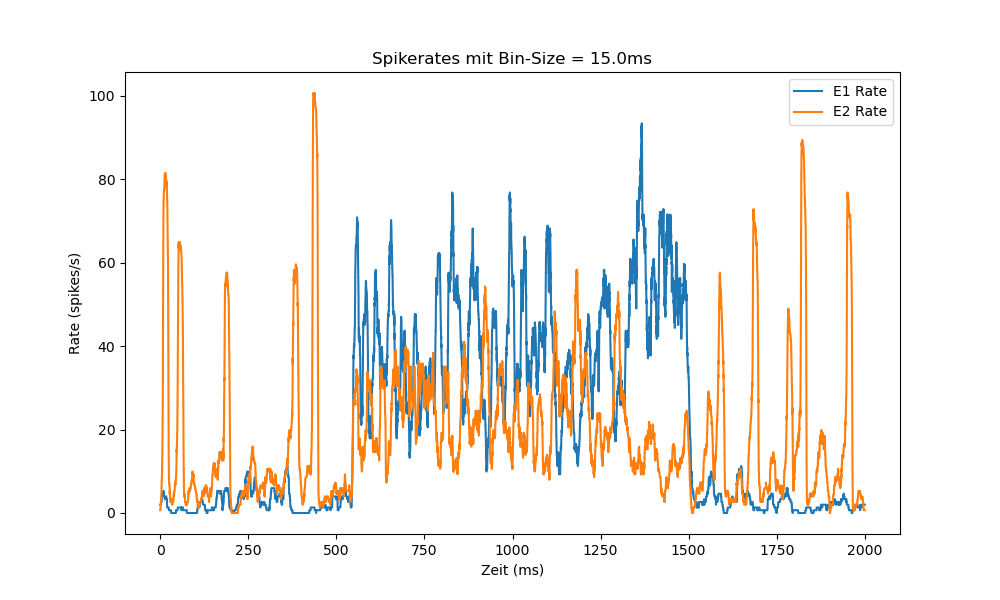 Spikerates mit Bin-Size = 15.0ms
E1 Rate
E2 Rate
100
80
60
40
20
0
Rate (spikes/s)
0 250 500 750 1000 1250 1500 1750 2000
Zeit (ms)